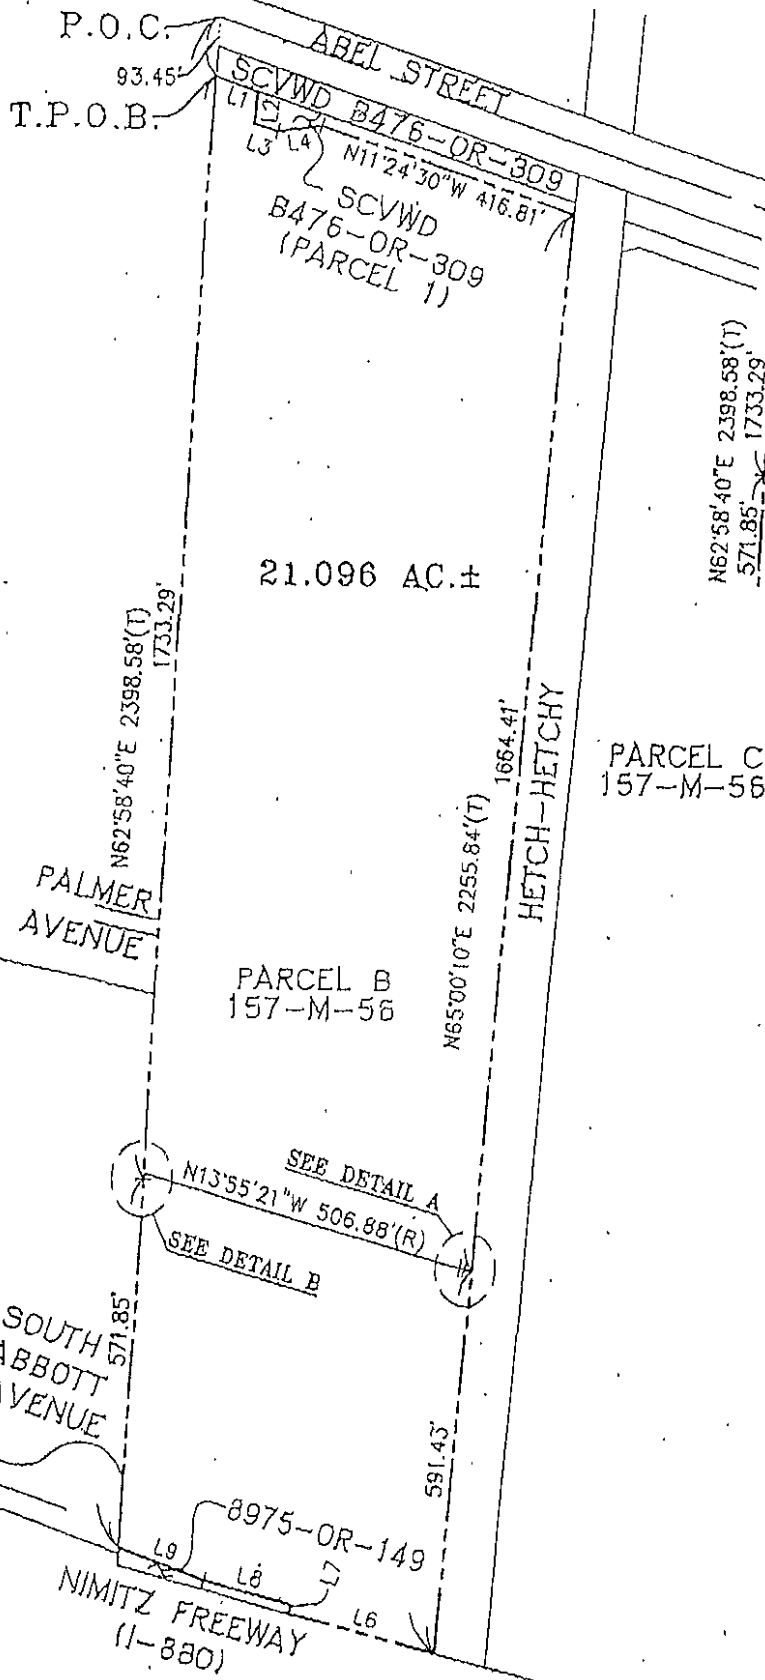 P.O.C.
93.45'
T.P.O.B.
ABEL STREET
SCVWD B476-OR-309
L1
L2
L3
L4
N11°24'30"W 416.81'
SCVWD
B476-OR-309
(PARCEL 1)
N62°58'40"E 2398.58'(T)
571.85' 1733.29'
21.096 AC.±
N62°58'40"E 2398.58'(T)
1733.29'
N65°00'10"E 2255.84'(T)
1664.41'
HETCH-HETCHY
PARCEL C
157-M-56
PALMER
AVENUE
PARCEL B
157-M-56
SEE DETAIL A
N13°55'21"W 506.88'(R)
SEE DETAIL B
SOUTH
ABBOTT
AVENUE
571.85'
591.43'
8975-OR-149
L9
L8
L7
L6
NIMITZ FREEWAY
(I-880)